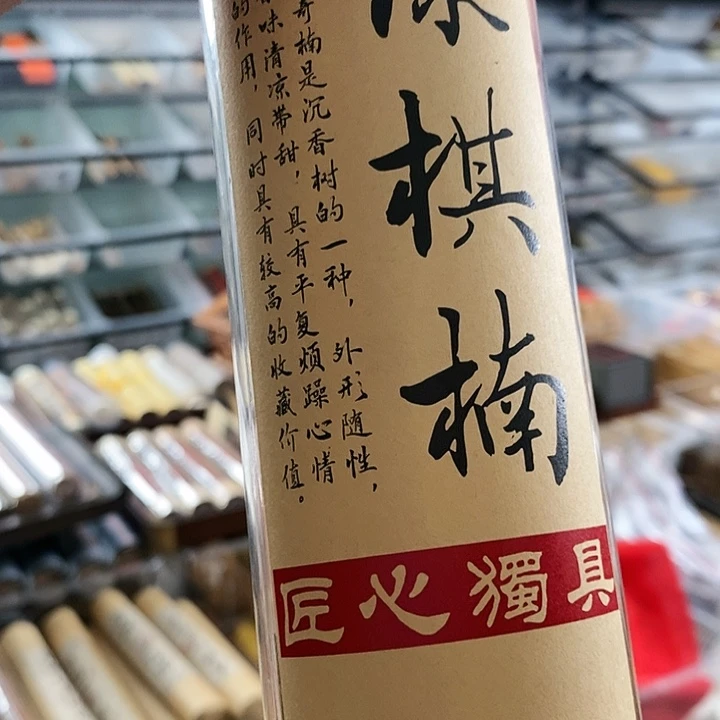 棋楠
奇楠是沉香树的一种，外形随性，
味清凉带甜，具有平复烦躁心情
的作用，同时具有较高的收藏价值。
匠心獨具